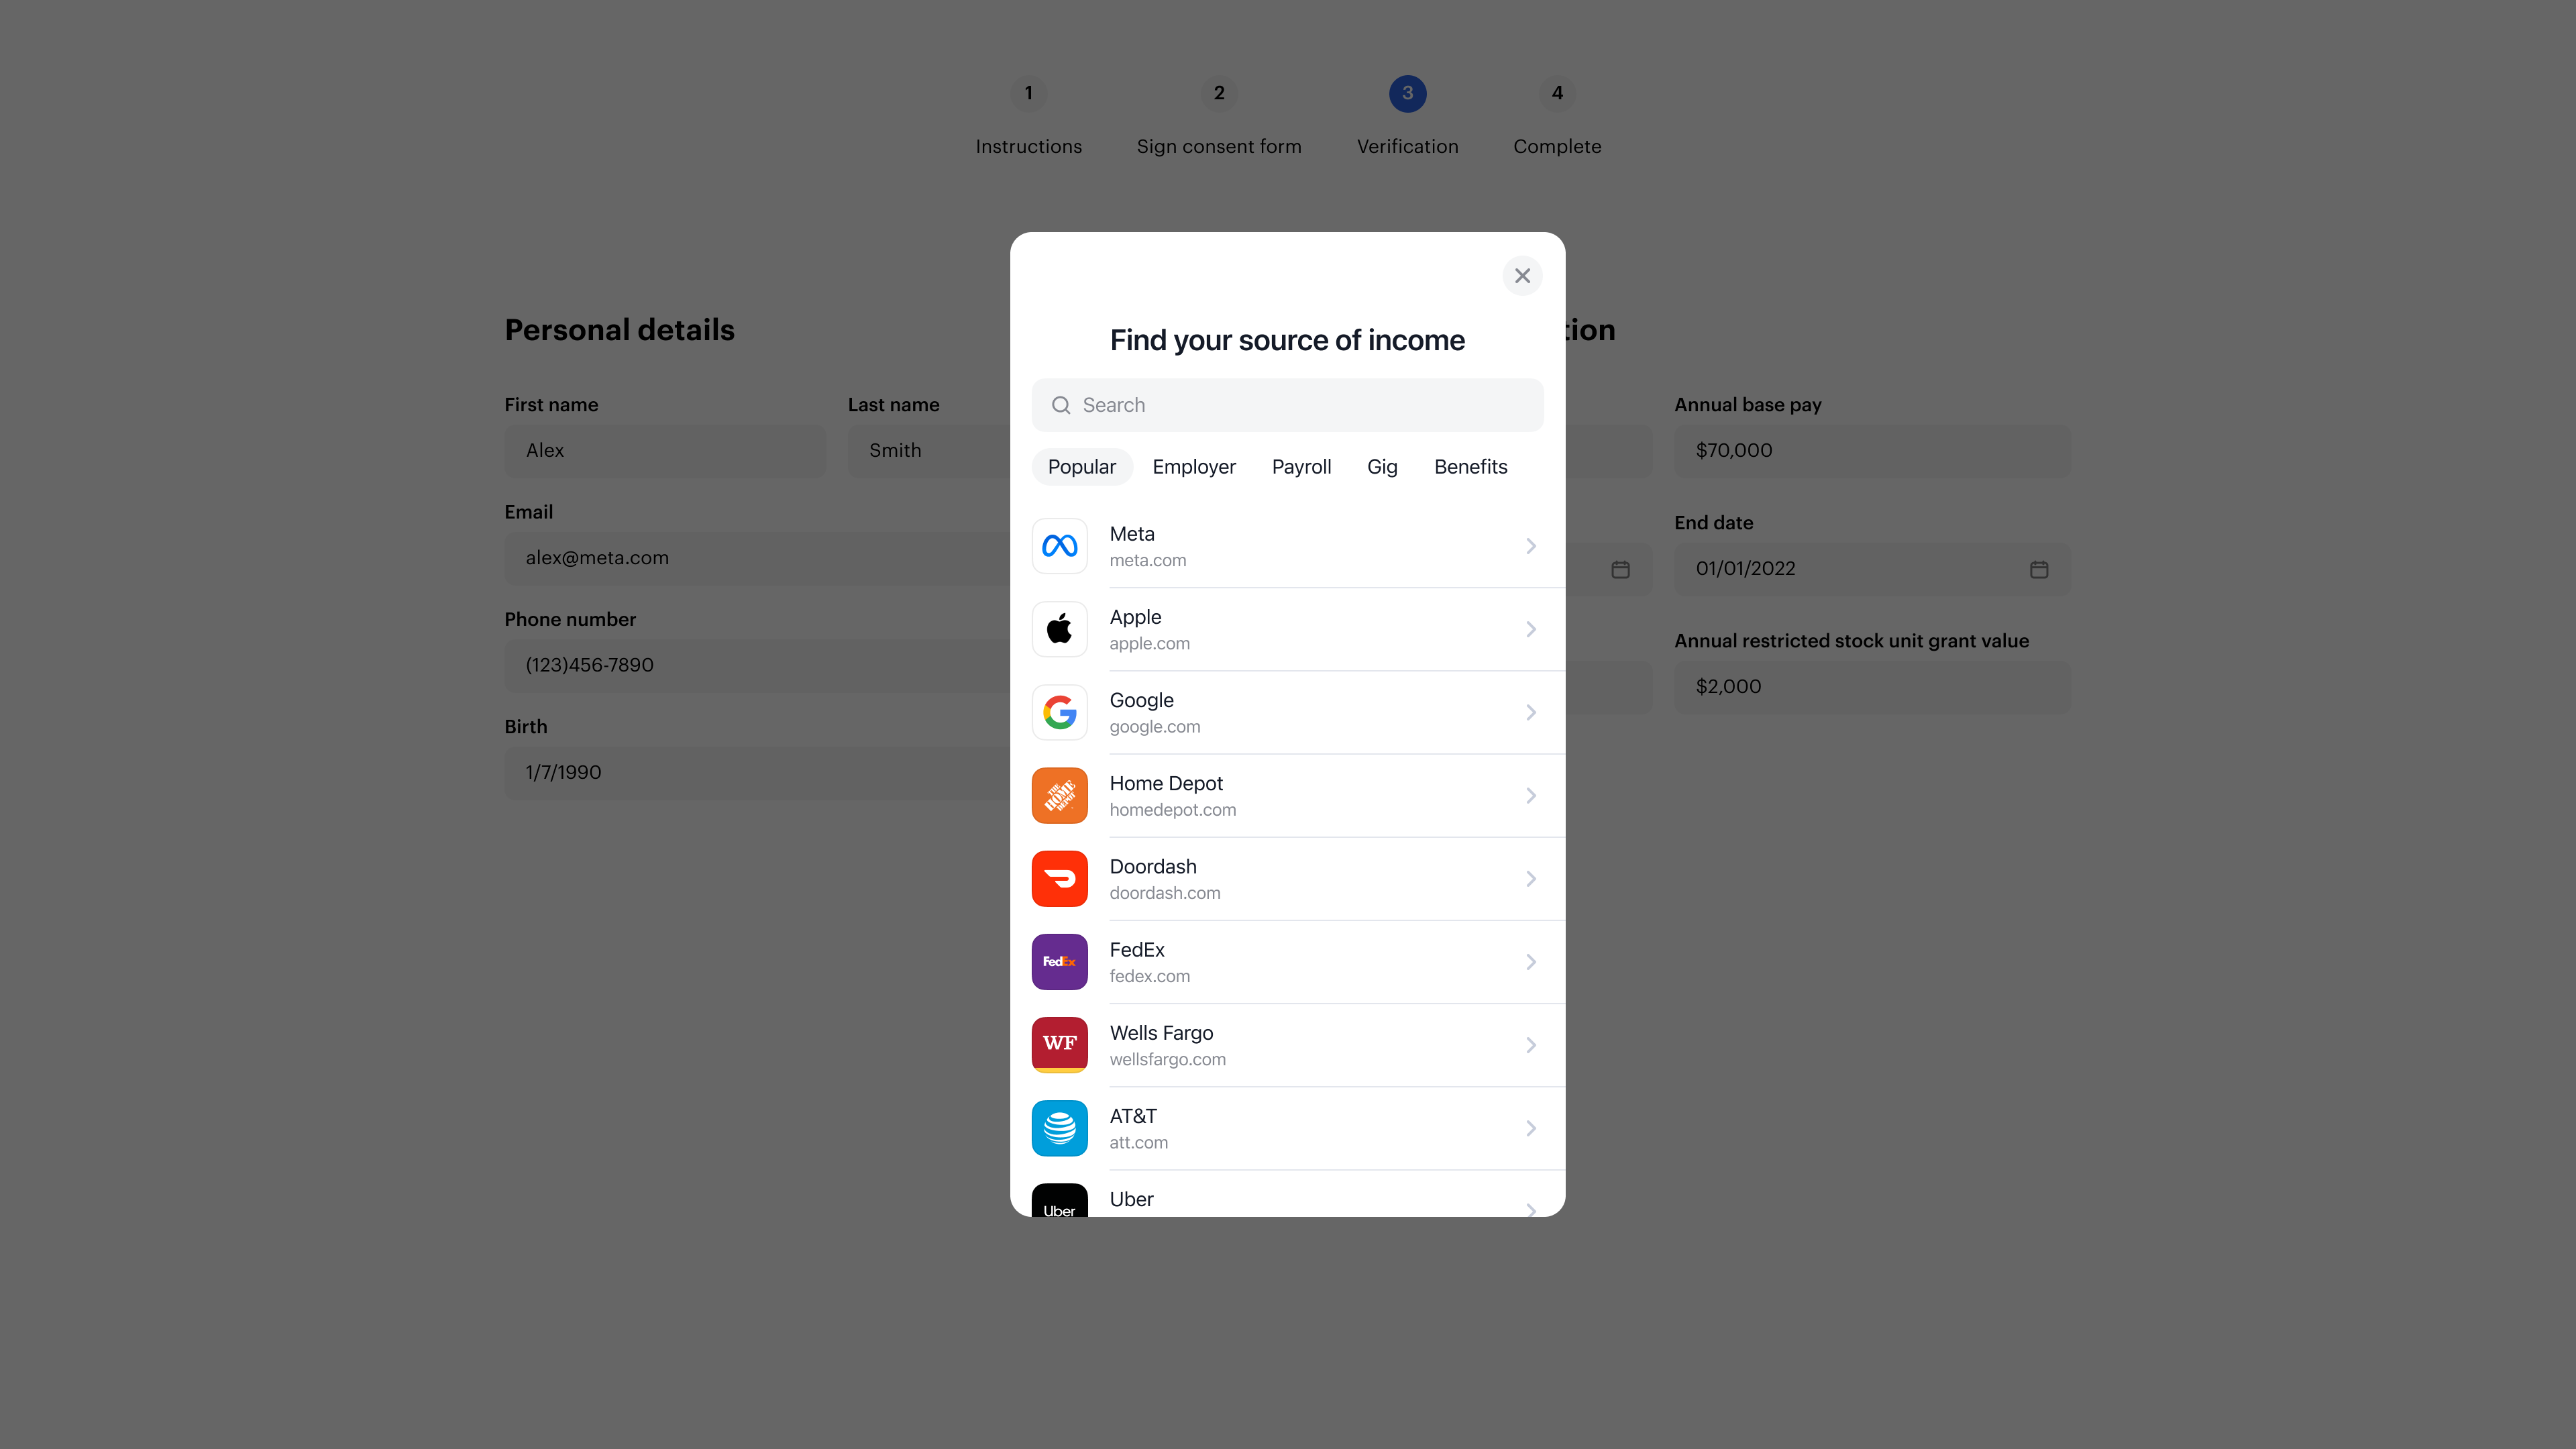 1 2 3 4
Instructions Sign consent form Verification Complete
Personal details
tion
First name Last name
Alex Smith
Email
alex@meta.com
Phone number
(123)456-7890
Birth
1/7/1990
Find your source of income
Search
Popular Employer Payroll Gig Benefits
Meta
meta.com
Apple
apple.com
Google
google.com
THE HOME DEPOT
Home Depot
homedepot.com
Doordash
doordash.com
FedEx
FedEx
fedex.com
WF
Wells Fargo
wellsfargo.com
AT&T
att.com
Uber
Uber
Annual base pay
$70,000
End date
01/01/2022
Annual restricted stock unit grant value
$2,000